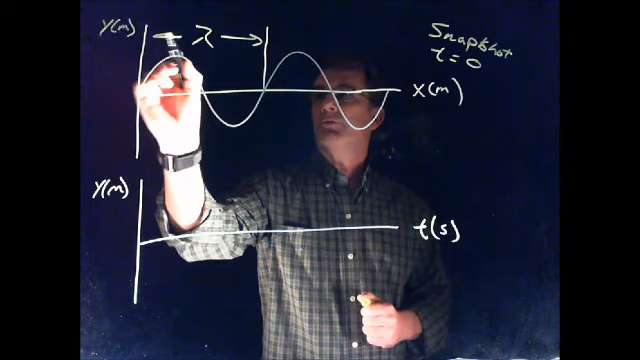 Y(m)
λ
Snapshot
t = 0
X(m)
Y(m)
t(s)